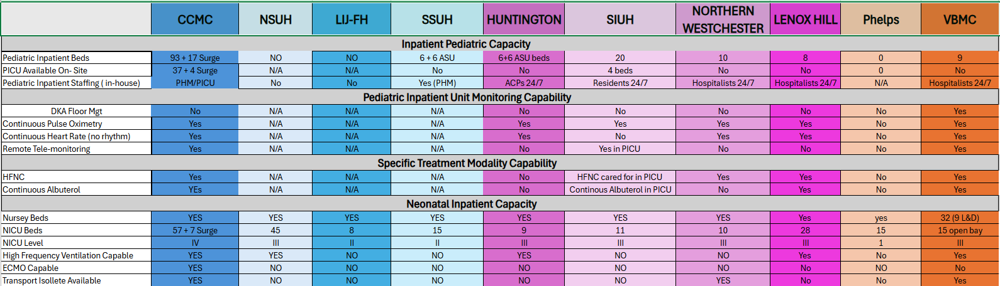 CCMC NSUH LIJ-FH SSUH HUNTINGTON SIUH NORTHERN WESTCHESTER LENOX HILL Phelps VBMC
Inpatient Pediatric Capacity
Pediatric Inpatient Beds 93 + 17 Surge NO NO 6 + 6 ASU 6+6 ASU beds 20 10 8 0 9
PICU Available On- Site 37 + 4 Surge N/A N/A No No 4 beds No No 0 No
Pediatric Inpatient Staffing ( in-house) PHM/PICU No No Yes (PHM) ACPs 24/7 Residents 24/7 Hospitalists 24/7 Hospitalists 24/7 N/A Hospitalists 24/7
Pediatric Inpatient Unit Monitoring Capability
DKA Floor Mgt No N/A N/A N/A No No No No No Yes
Continuous Pulse Oximetry Yes N/A N/A N/A Yes Yes Yes Yes No Yes
Continuous Heart Rate (no rhythm) Yes N/A N/A N/A Yes No Yes Yes No Yes
Remote Tele-monitoring Yes N/A N/A N/A No Yes in PICU No No No Yes
Specific Treatment Modality Capability
HFNC Yes N/A N/A N/A No HFNC cared for in PICU Yes Yes No Yes
Continuous Albuterol YEs N/A N/A N/A No Continous Albuterol in PICU No Yes No Yes
Neonatal Inpatient Capacity
Nursey Beds YES YES YES YES YES YES YES Yes yes 32 (9 L&D)
NICU Beds 57 + 7 Surge 45 8 15 9 11 10 28 15 15 open bay
NICU Level IV III II II III III III III 1 III
High Frequency Ventilation Capable YES YES NO NO YES NO NO Yes No Yes
ECMO Capable YES NO NO NO NO NO NO No NO No
Transport Isollete Available YES NO NO NO NO NO YES No No Yes